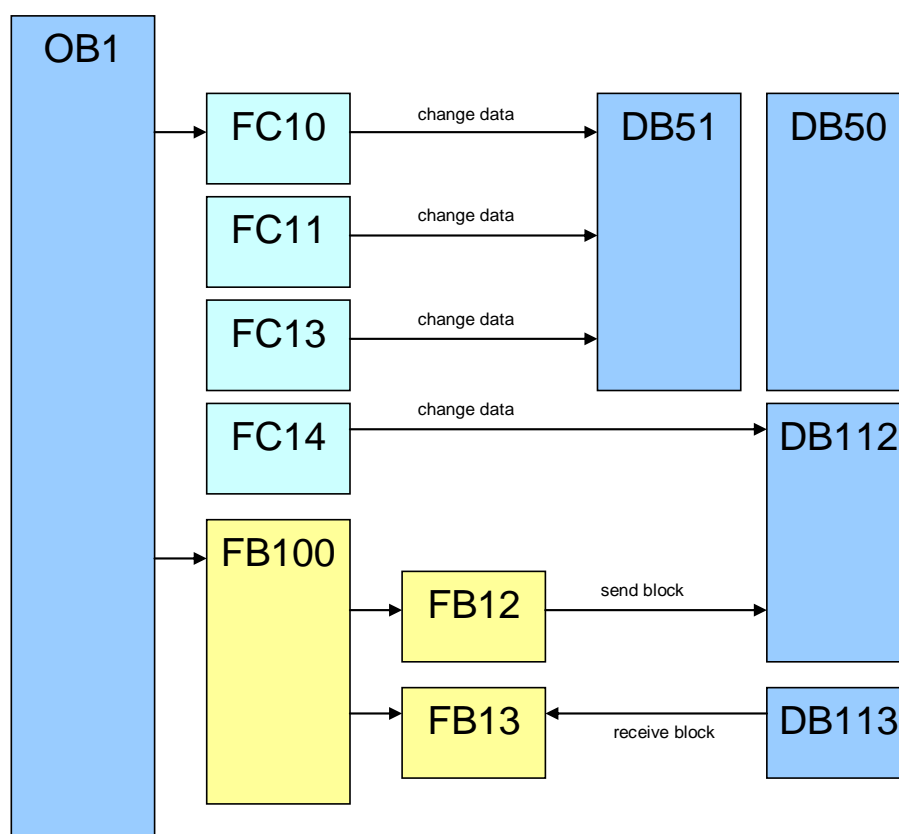 OB1
FC10
change data
DB51
DB50
FC11
change data
FC13
change data
FC14
change data
DB112
FB100
FB12
send block
FB13
receive block
DB113